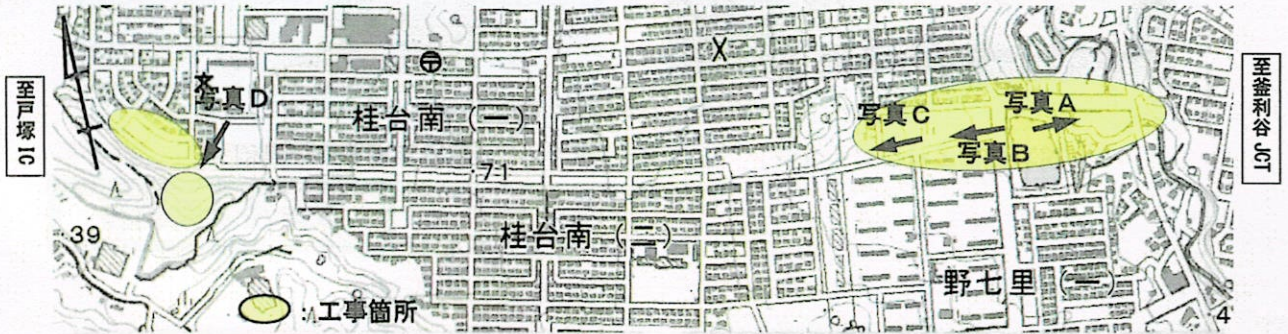 至戸塚IC
写真D
桂台南(一)
・71
桂台南(二)
・39
:工事箇所
写真C
写真A
写真B
野七里(一)
4
至釜利谷JCT